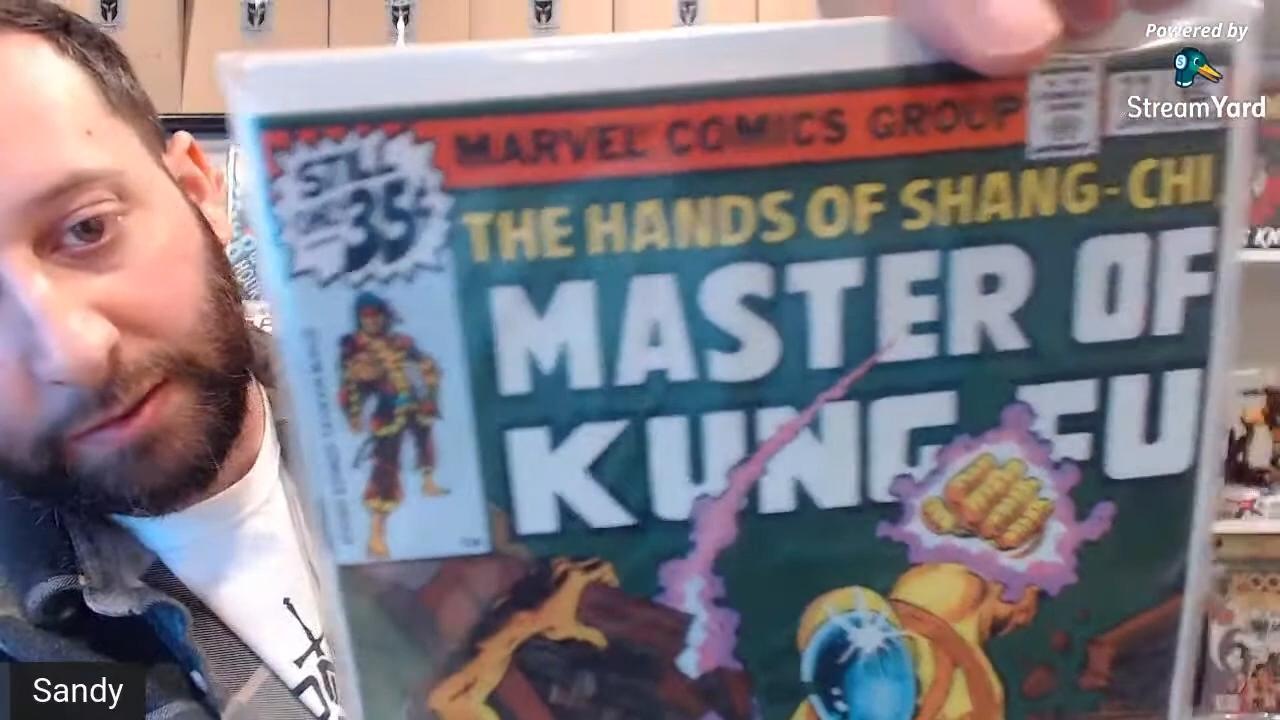 Powered by
StreamYard
MARVEL COMICS GROUP
STILL
ONLY
35¢
THE HANDS OF SHANG-CHI
MASTER OF
KUNG FU
Sandy